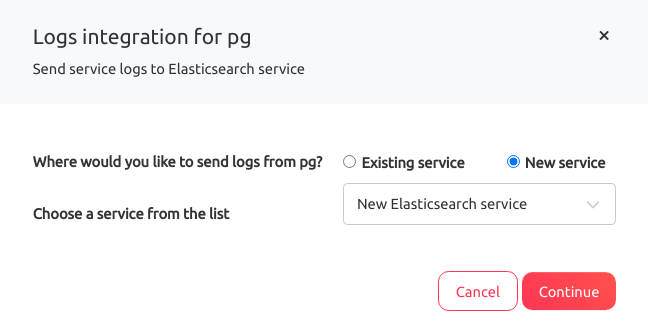 Logs integration for pg
Send service logs to Elasticsearch service
Where would you like to send logs from pg? Existing service New service
Choose a service from the list New Elasticsearch service
Cancel Continue